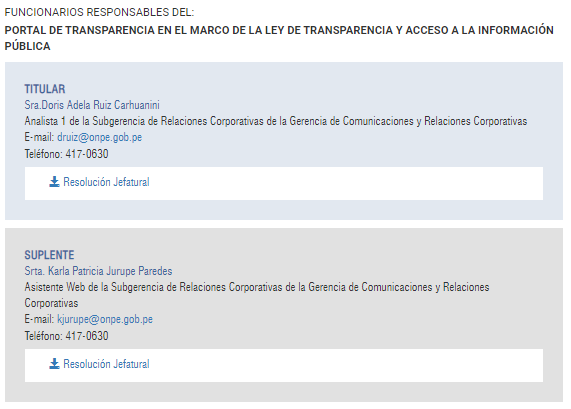 FUNCIONARIOS RESPONSABLES DEL:
PORTAL DE TRANSPARENCIA EN EL MARCO DE LA LEY DE TRANSPARENCIA Y ACCESO A LA INFORMACIÓN
PÚBLICA
TITULAR
Sra.Doris Adela Ruiz Carhuanini
Analista 1 de la Subgerencia de Relaciones Corporativas de la Gerencia de Comunicaciones y Relaciones Corporativas
E-mail: druiz@onpe.gob.pe
Teléfono: 417-0630
Resolución Jefatural
SUPLENTE
Srta. Karla Patricia Jurupe Paredes
Asistente Web de la Subgerencia de Relaciones Corporativas de la Gerencia de Comunicaciones y Relaciones
Corporativas
E-mail: kjurupe@onpe.gob.pe
Teléfono: 417-0630
Resolución Jefatural